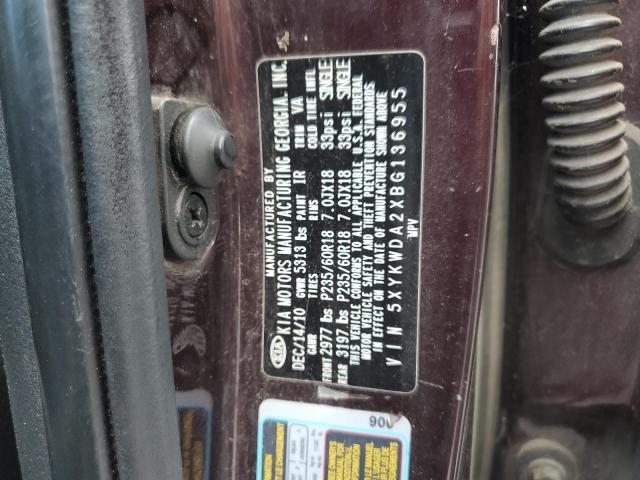 MANUFACTURED BY
KIA KIA MOTORS MANUFACTURING GEORGIA, INC.
DEC/14/10 GVWR 5313 lbs PAINT IR TRIM VA
GAWR TIRES RIMS COLD TIRE INFL
FRONT 2977 lbs P235/60R18 7.0JX18 33psi SINGLE
REAR 3197 lbs P235/60R18 7.0JX18 33psi SINGLE
THIS VEHICLE CONFORMS TO ALL APPLICABLE U.S.A. FEDERAL
MOTOR VEHICLE SAFETY AND THEFT PREVENTION STANDARDS
IN EFFECT ON THE DATE OF MANUFACTURE SHOWN ABOVE
VIN 5XYKWDA2XBG136955
MPV
006